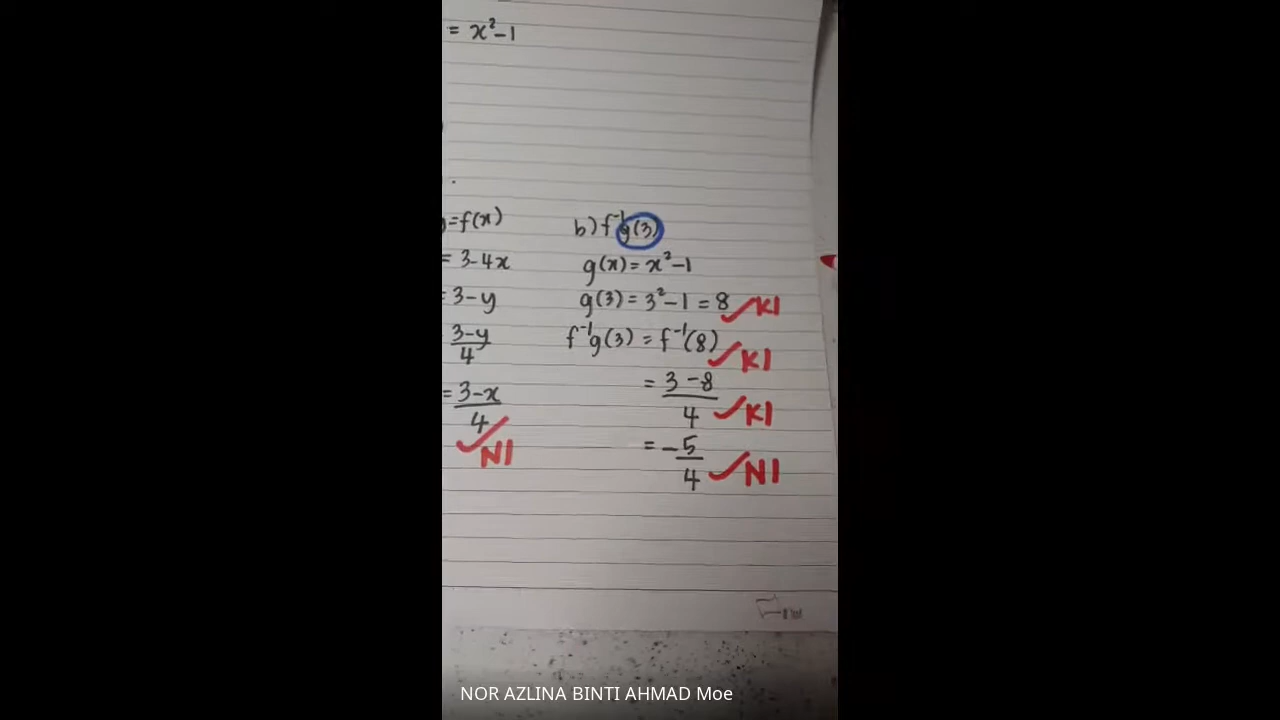 = x²-1
y=f(x)
= 3-4x
= 3-y
3-y
4
= 3-x
4
N1
b) f⁻¹g(3)
g(x) = x²-1
g(3) = 3²-1 = 8 K1
f⁻¹g(3) = f⁻¹(8) K1
= 3-8
4 K1
= -5
4 N1
NOR AZLINA BINTI AHMAD Moe